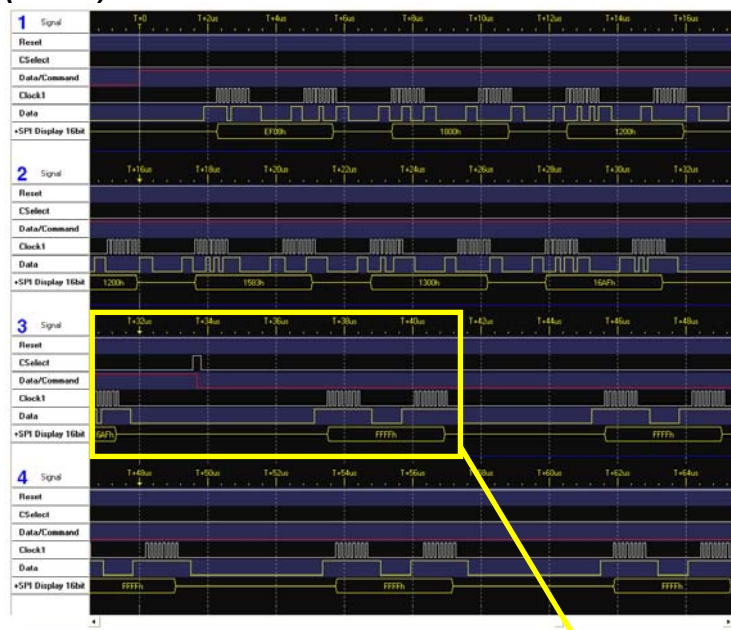 1 Signal T+0 T+2us T+4us T+6us T+8us T+10us T+12us T+14us T+16us
Reset
CSelect
Data/Command
Clock1
Data
+SPI Display 16bit EF00h 1800h 1200h
2 Signal T+16us T+18us T+20us T+22us T+24us T+26us T+28us T+30us T+32us
Reset
CSelect
Data/Command
Clock1
Data
+SPI Display 16bit 1200h 1583h 1300h 16AFh
3 Signal T+32us T+34us T+36us T+38us T+40us T+42us T+44us T+46us T+48us
Reset
CSelect
Data/Command
Clock1
Data
+SPI Display 16bit 16AFh FFFFh FFFFh
4 Signal T+48us T+50us T+52us T+54us T+56us T+58us T+60us T+62us T+64us
Reset
CSelect
Data/Command
Clock1
Data
+SPI Display 16bit FFFFh FFFFh FFFFh